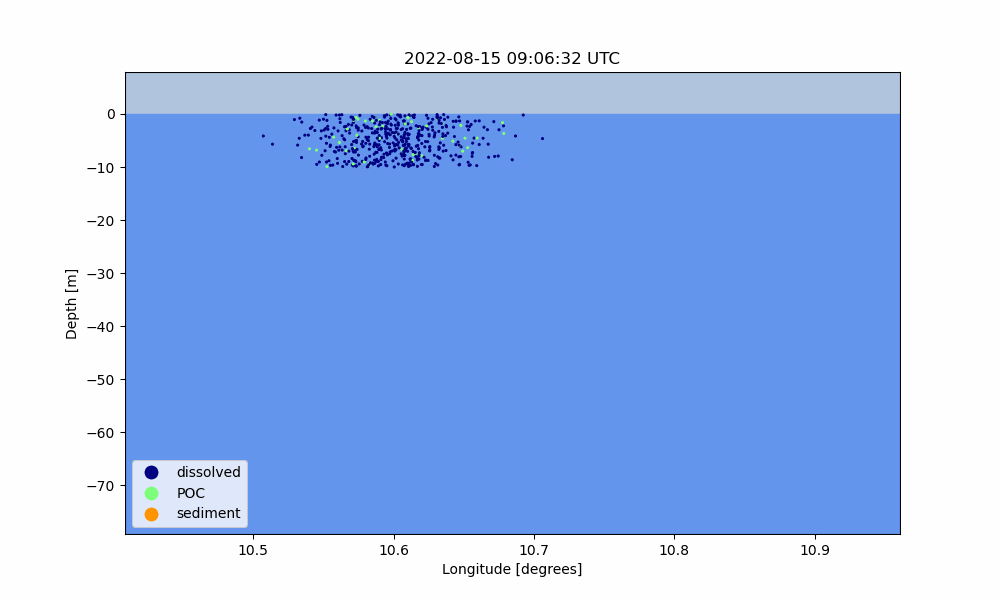 2022-08-15 09:06:32 UTC
0
−10
−20
−30
−40
−50
−60
−70
Depth [m]
dissolved
POC
sediment
10.5 10.6 10.7 10.8 10.9
Longitude [degrees]